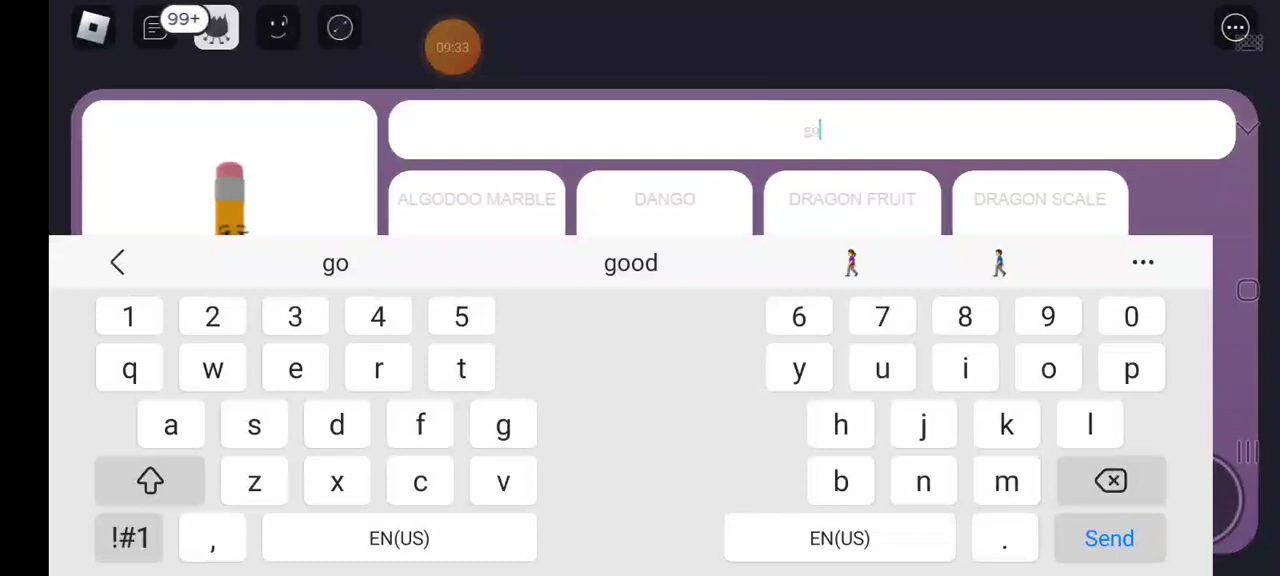 99+
09:33
go
ALGODOO MARBLE DANGO DRAGON FRUIT DRAGON SCALE
go good
1 2 3 4 5 6 7 8 9 0
q w e r t y u i o p
a s d f g h j k l
z x c v b n m
!#1 , EN(US) EN(US) . Send